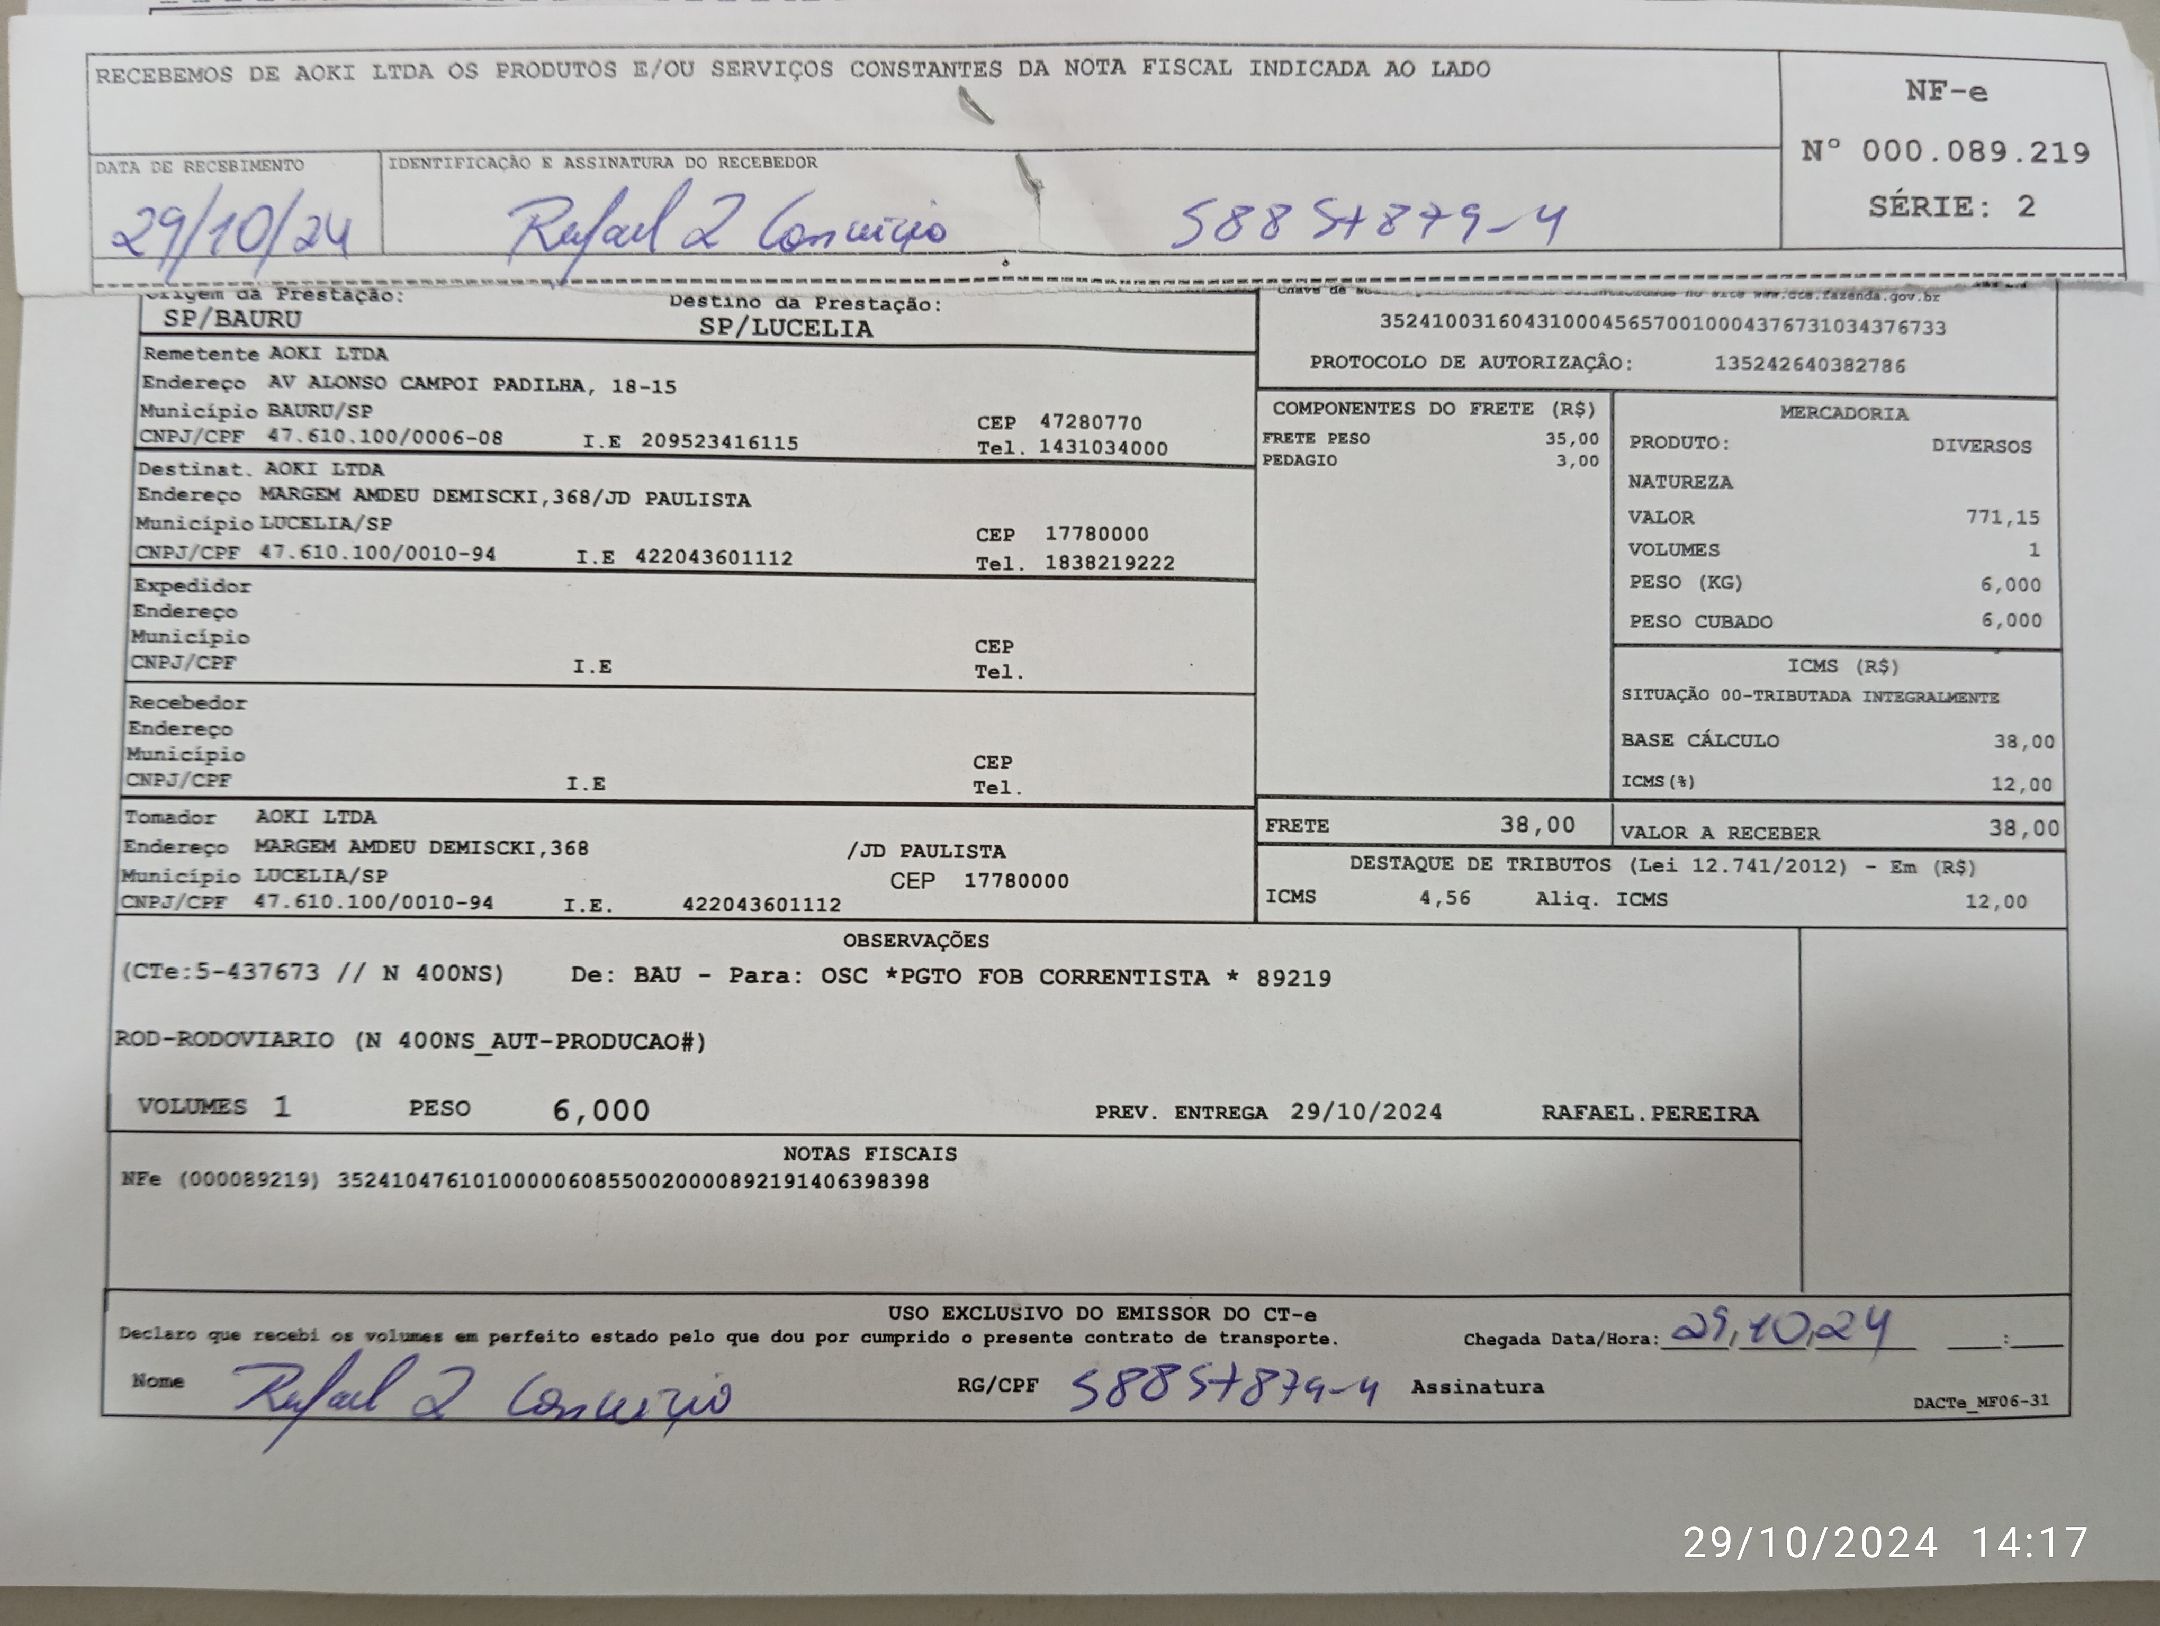 RECEBEMOS DE AOKI LTDA OS PRODUTOS E/OU SERVIÇOS CONSTANTES DA NOTA FISCAL INDICADA AO LADO
NF-e
Nº 000.089.219
SÉRIE: 2
DATA DE RECEBIMENTO
29/10/24
IDENTIFICAÇÃO E ASSINATURA DO RECEBEDOR
Rafael
Origem da Prestação:
SP/BAURU
Destino da Prestação:
SP/LUCELIA
Remetente AOKI LTDA
Endereço AV ALONSO CAMPOI PADILHA, 18-15
Município BAURU/SP
CEP 47280770
CNPJ/CPF 47.610.100/0006-08 I.E 209523416115
Tel. 1431034000
Destinat. AOKI LTDA
Endereço MARGEM AMDEU DEMISCKI,368/JD PAULISTA
Município LUCELIA/SP
CEP 17780000
CNPJ/CPF 47.610.100/0010-94 I.E 422043601112
Tel. 1838219222
Expedidor
Endereço
Município
CEP
CNPJ/CPF I.E
Tel.
Recebedor
Endereço
Município
CEP
CNPJ/CPF I.E
Tel.
Tomador AOKI LTDA
Endereço MARGEM AMDEU DEMISCKI,368 /JD PAULISTA
Município LUCELIA/SP CEP 17780000
CNPJ/CPF 47.610.100/0010-94 I.E. 422043601112
www.cte.fazenda.gov.br
35241003160431000456570010004376731034376733
PROTOCOLO DE AUTORIZAÇÂO: 135242640382786
COMPONENTES DO FRETE (R$)
FRETE PESO 35,00
PEDAGIO 3,00
MERCADORIA
PRODUTO: DIVERSOS
NATUREZA
VALOR 771,15
VOLUMES 1
PESO (KG) 6,000
PESO CUBADO 6,000
ICMS (R$)
SITUAÇÃO 00-TRIBUTADA INTEGRALMENTE
BASE CÁLCULO 38,00
ICMS(%) 12,00
FRETE 38,00
VALOR A RECEBER 38,00
DESTAQUE DE TRIBUTOS (Lei 12.741/2012) - Em (R$)
ICMS 4,56 Aliq. ICMS 12,00
OBSERVAÇÕES
(CTe:5-437673 // N 400NS) De: BAU - Para: OSC *PGTO FOB CORRENTISTA * 89219
ROD-RODOVIARIO (N 400NS_AUT-PRODUCAO#)
VOLUMES 1 PESO 6,000 PREV. ENTREGA 29/10/2024 RAFAEL.PEREIRA
NOTAS FISCAIS
NFe (000089219) 35241047610100000608550020000892191406398398
USO EXCLUSIVO DO EMISSOR DO CT-e
Declaro que recebi os volumes em perfeito estado pelo que dou por cumprido o presente contrato de transporte.
Chegada Data/Hora: 29,10,24 :
Nome Rafael
RG/CPF
Assinatura
DACTe_MF06-31
29/10/2024 14:17